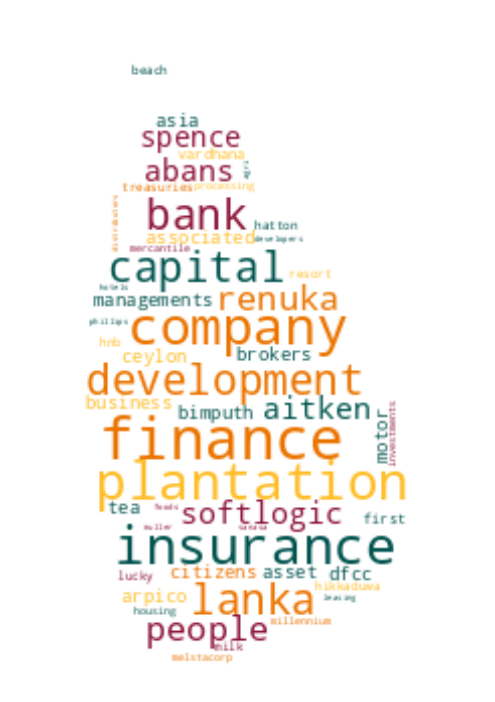 beach
asia
spence
vardhana
abans
agri
treasuries processing
distributors
bank
hatton
associated developers
mercantile
capital
resort
hotels
managements renuka
phillips
company
hnb
ceylon brokers
development
business
bimputh aitken
motor
investments
finance
plantation
tea foods
softlogic first
muller sanasa
insurance
lucky citizens asset dfcc
hikkaduwa
arpico lanka leasing
housing
millennium
people
milk
melstacorp